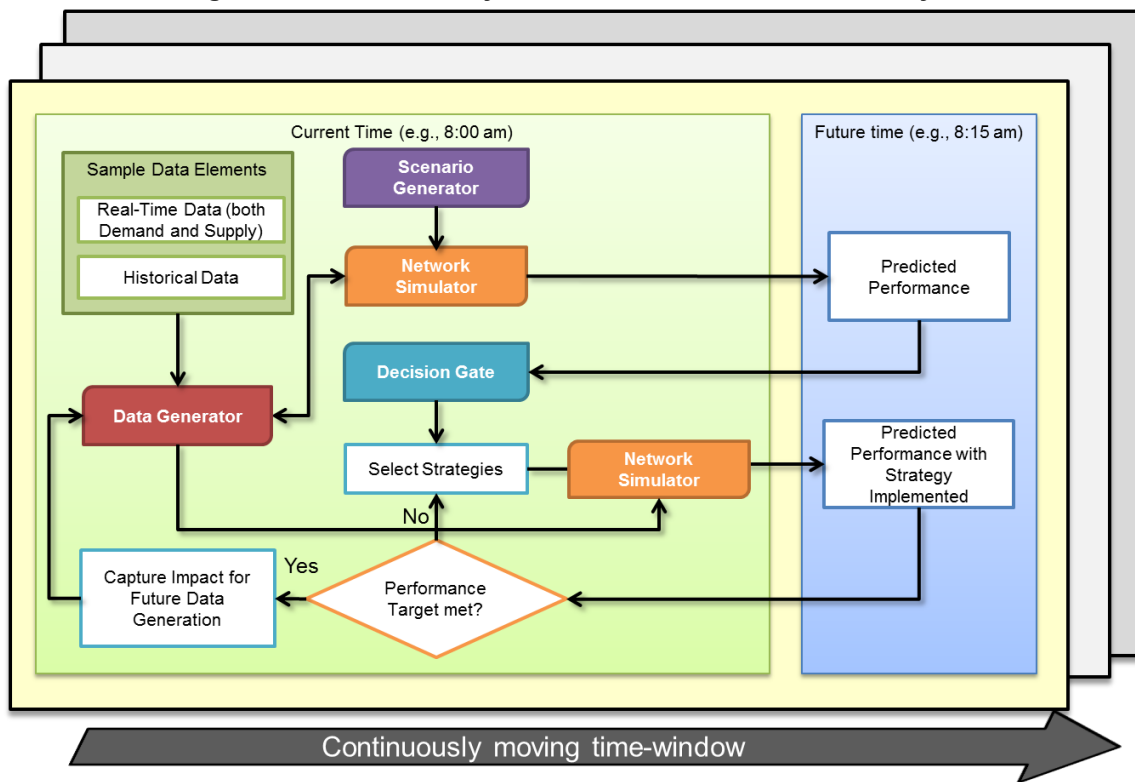 Current Time (e.g., 8:00 am)
Future time (e.g., 8:15 am)
Sample Data Elements
Real-Time Data (both
Demand and Supply)
Historical Data
Scenario
Generator
Network
Simulator
Predicted
Performance
Decision Gate
Data Generator
Select Strategies
Network
Simulator
Predicted
Performance with
Strategy
Implemented
No
Yes
Capture Impact for
Future Data
Generation
Performance
Target met?
Continuously moving time-window